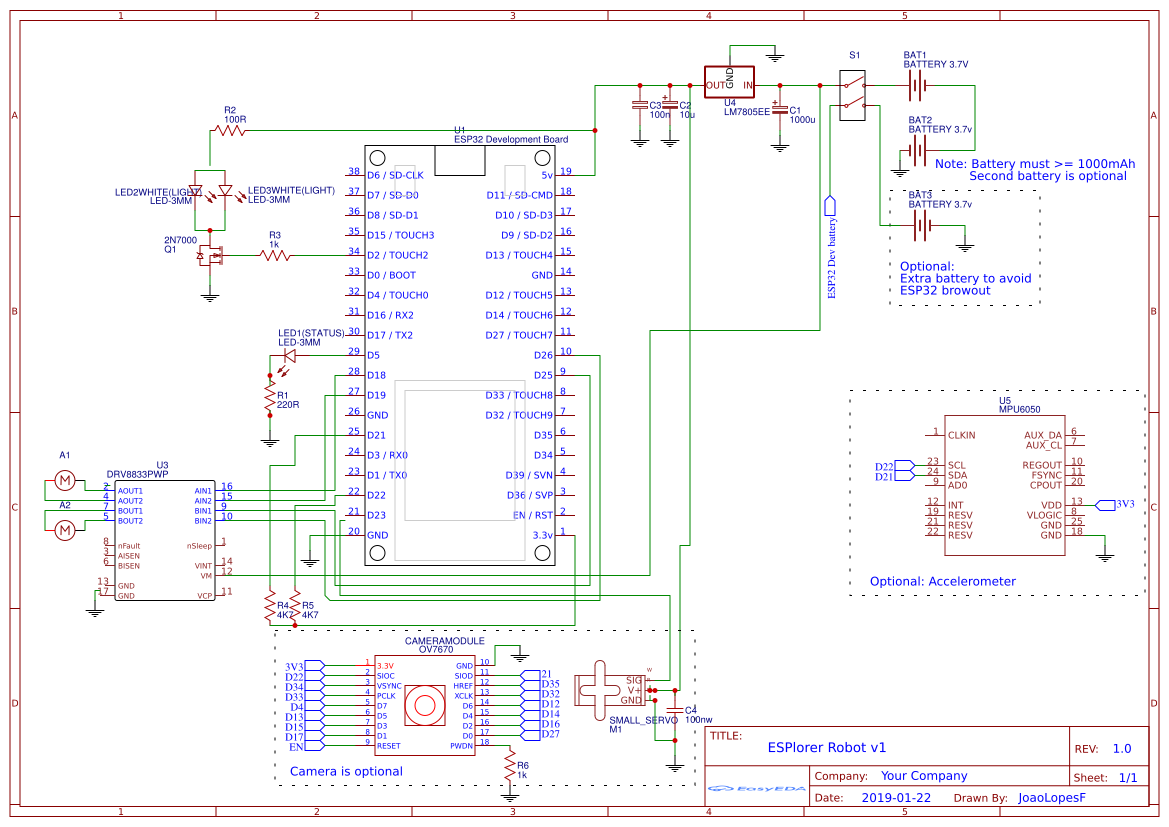 1 2 3 4 5
A
B
C
D
A
B
C
D
R2
100R
LED2WHITE(LIGHT)
LED-3MM
LED3WHITE(LIGHT)
LED-3MM
2N7000
Q1
R3
1k
LED1(STATUS)
LED-3MM
R1
220R
U1
ESP32 Development Board
38 D6 / SD-CLK
37 D7 / SD-D0
36 D8 / SD-D1
35 D15 / TOUCH3
34 D2 / TOUCH2
33 D0 / BOOT
32 D4 / TOUCH0
31 D16 / RX2
30 D17 / TX2
29 D5
28 D18
27 D19
26 GND
25 D21
24 D3 / RX0
23 D1 / TX0
22 D22
21 D23
20 GND
5v 19
D11 / SD-CMD 18
D10 / SD-D3 17
D9 / SD-D2 16
D13 / TOUCH4 15
GND 14
D12 / TOUCH5 13
D14 / TOUCH6 12
D27 / TOUCH7 11
D26 10
D25 9
D33 / TOUCH8 8
D32 / TOUCH9 7
D35 6
D34 5
D39 / SVN 4
D36 / SVP 3
EN / RST 2
3.3v 1
C3
100n
C2
10u
OUT GND IN
U4
LM7805EE
C1
1000u
S1
BAT1
BATTERY 3.7V
BAT2
BATTERY 3.7v
Note: Battery must >= 1000mAh
Second battery is optional
BAT3
BATTERY 3.7v
ESP32 Dev battery
Optional:
Extra battery to avoid
ESP32 browout
U5
MPU6050
1 CLKIN
D22 23 SCL
D21 24 SDA
9 AD0
12 INT
19 RESV
21 RESV
22 RESV
AUX_DA 6
AUX_CL 7
REGOUT 10
FSYNC 11
CPOUT 20
VDD 13 3V3
VLOGIC 8
GND 25
GND 18
Optional: Accelerometer
A1
M
A2
M
U3
DRV8833PWP
2 AOUT1
4 AOUT2
7 BOUT1
5 BOUT2
8 nFault
3 AISEN
6 BISEN
13 GND
17 GND
AIN1 16
AIN2 15
BIN1 9
BIN2 10
nSleep 1
VINT 14
VM 12
VCP 11
R4
4K7
R5
4K7
CAMERAMODULE
OV7670
3V3 1 3.3V
D22 2 SIOC
D34 3 VSYNC
D33 4 PCLK
D4 5 D7
D13 6 D5
D15 7 D3
D17 8 D1
EN 9 RESET
GND 10
SIOD 11 21
HREF 12 D35
XCLK 13 D32
D6 14 D12
D4 15 D14
D2 16 D16
D0 17 D27
PWDN 18
Camera is optional
R6
1k
SIG
V+
GND
SMALL_SERVO
M1
C4
100nw
TITLE:
ESPlorer Robot v1
REV: 1.0
Company: Your Company
Sheet: 1/1
EasyEDA
Date: 2019-01-22 Drawn By: JoaoLopesF
1 2 3 4 5